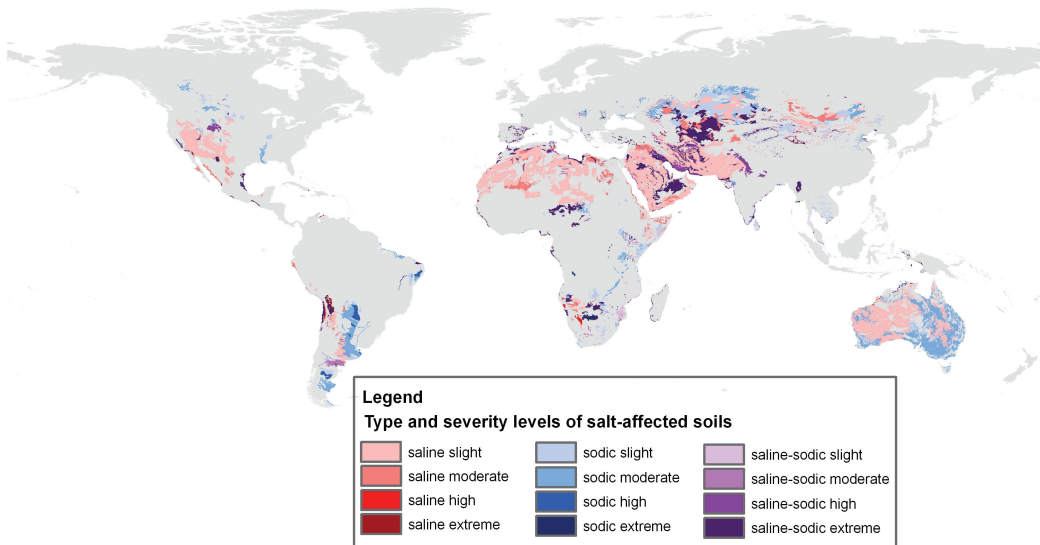 Legend
Type and severity levels of salt-affected soils
saline slight
saline moderate
saline high
saline extreme
sodic slight
sodic moderate
sodic high
sodic extreme
saline-sodic slight
saline-sodic moderate
saline-sodic high
saline-sodic extreme